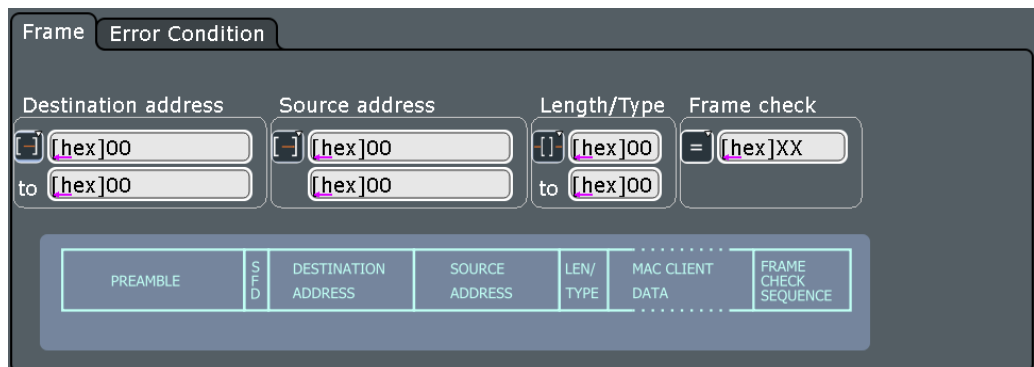 Frame Error Condition
Destination address Source address Length/Type Frame check
[hex]00 [hex]00 [hex]00 = [hex]XX
to [hex]00 [hex]00 to [hex]00
PREAMBLE SFD DESTINATION ADDRESS SOURCE ADDRESS LEN/ TYPE MAC CLIENT DATA FRAME CHECK SEQUENCE